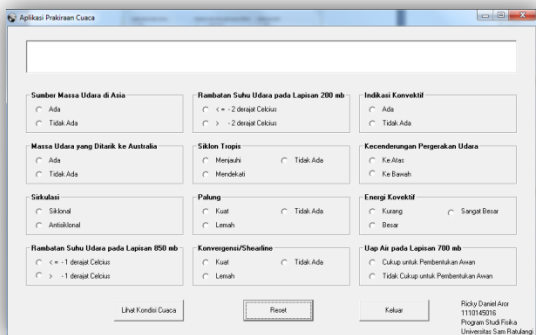 Aplikasi Prakiraan Cuaca
Sumber Massa Udara di Asia
Ada
Tidak Ada
Rambatan Suhu Udara pada Lapisan 200 mb
< = - 2 derajat Celcius
> - 2 derajat Celcius
Indikasi Konvektif
Ada
Tidak Ada
Massa Udara yang Ditarik ke Australia
Ada
Tidak Ada
Siklon Tropis
Menjauhi
Tidak Ada
Mendekati
Kecenderungan Pergerakan Udara
Ke Atas
Ke Bawah
Sirkulasi
Siklonal
Antisiklonal
Palung
Kuat
Tidak Ada
Lemah
Energi Kovektif
Kurang
Sangat Besar
Besar
Rambatan Suhu Udara pada Lapisan 850 mb
< = - 1 derajat Celcius
> - 1 derajat Celcius
Konvergensi/Shearline
Kuat
Tidak Ada
Lemah
Uap Air pada Lapisan 700 mb
Cukup untuk Pembentukan Awan
Tidak Cukup untuk Pembentukan Awan
Lihat Kondisi Cuaca
Reset
Keluar
Ricky Daniel Aror
1110145016
Program Studi Fisika
Universitas Sam Ratulangi